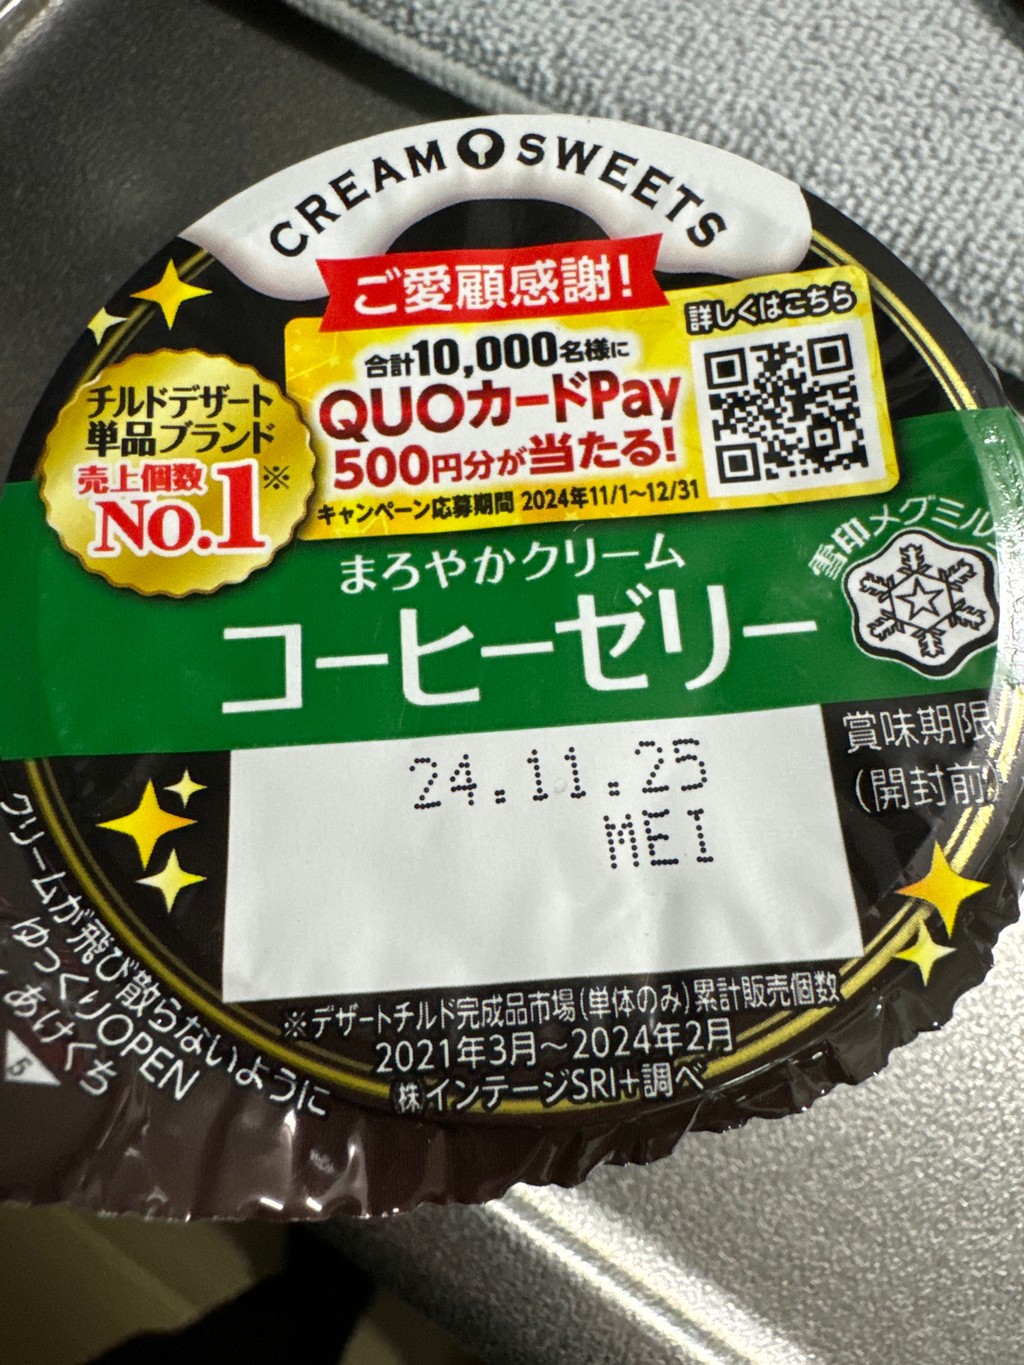 CREAM SWEETS
ご愛顧感謝!
詳しくはこちら
合計10,000名様に
QUOカードPay
500円分が当たる!
キャンペーン応募期間 2024年11/1~12/31
チルドデザート
単品ブランド
売上個数
No.1※
雪印メグミル
まろやかクリーム
コーヒーゼリー
賞味期限
(開封前)
24.11.25
MEI
※デザートチルド完成品市場(単体のみ)累計販売個数
2021年3月~2024年2月
㈱インテージSRI+調べ
クリームが飛び散らないように
ゆっくりOPEN
あけくち
5